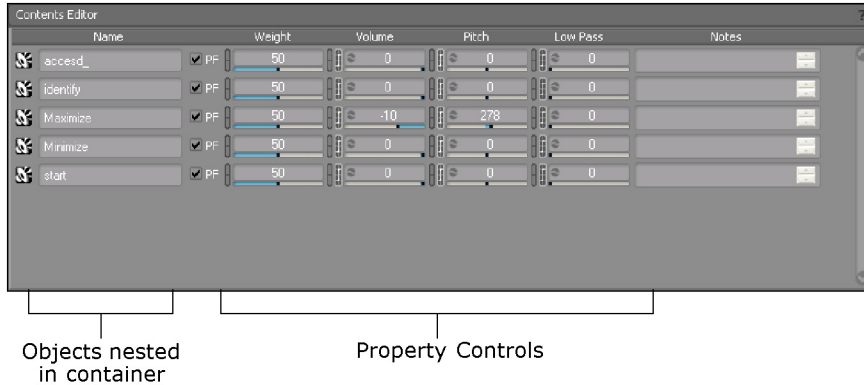 Contents Editor ?
Name Weight Volume Pitch Low Pass Notes
accesd_ PF 50 0 0 0
identify PF 50 0 0 0
Maximize PF 50 -10 278 0
Minimize PF 50 0 0 0
start PF 50 0 0 0
Objects nested
in container
Property Controls